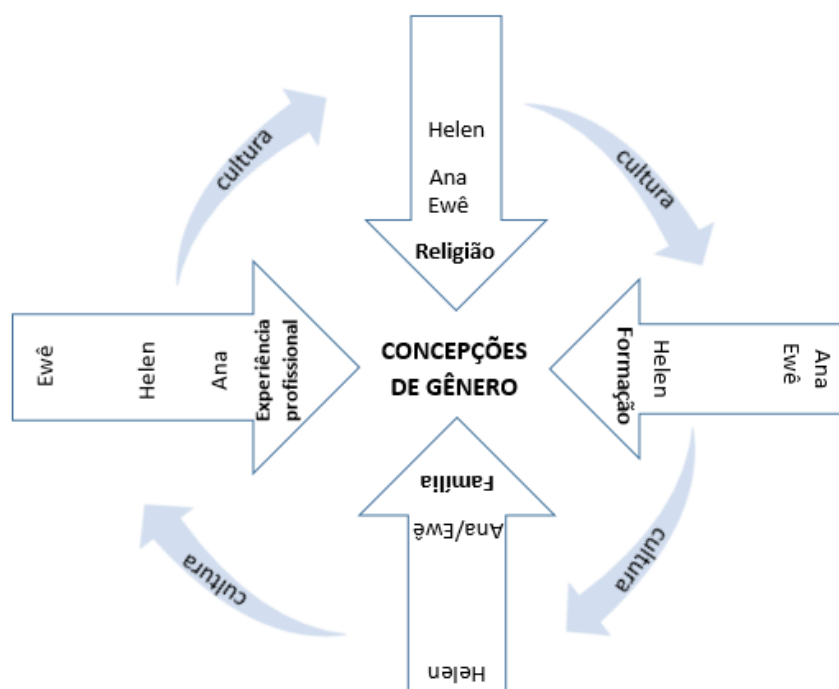 cultura
Helen
Ana
Ewê
Religião
cultura
Ewê
Helen
Ana
Experiência
profissional
CONCEPÇÕES
DE GÊNERO
Formação
Helen
Ewê
Ana
Família
Ana/Ewê
Helen
cultura
cultura